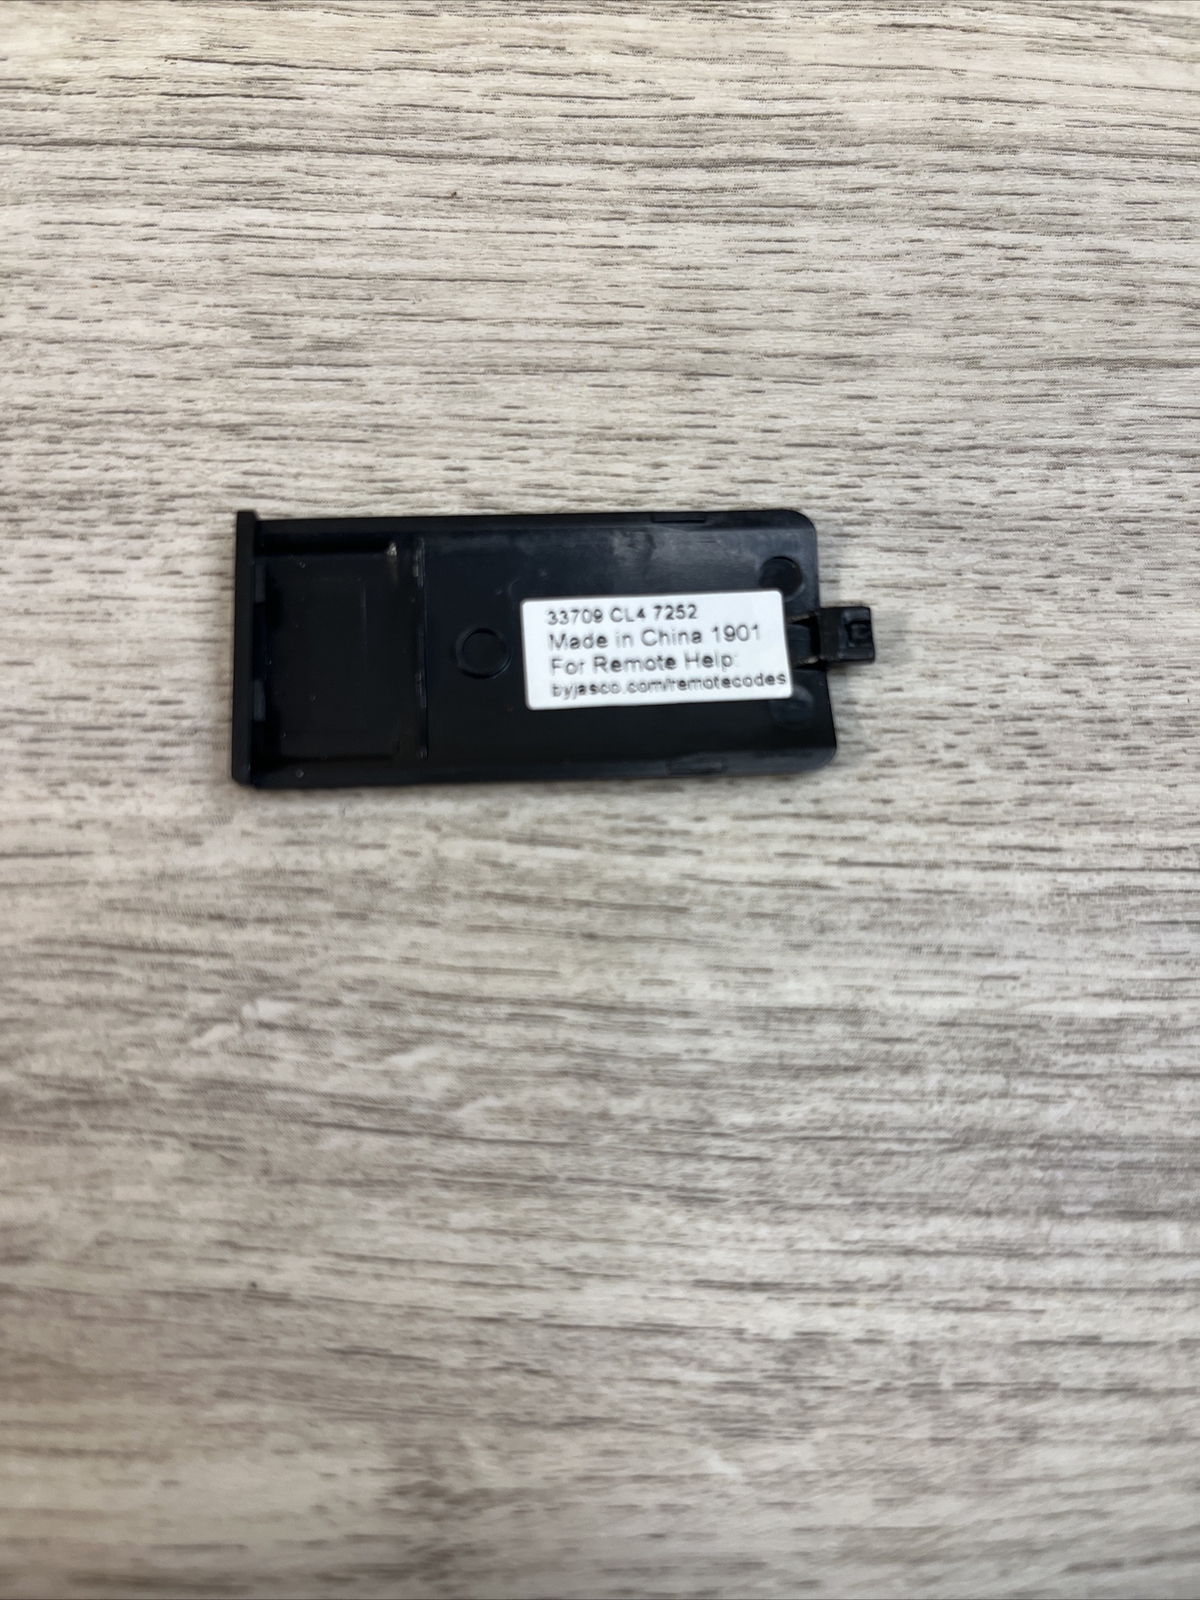 33709 CL4 7252
Made in China 1901
For Remote Help:
byjasco.com/remotecodes